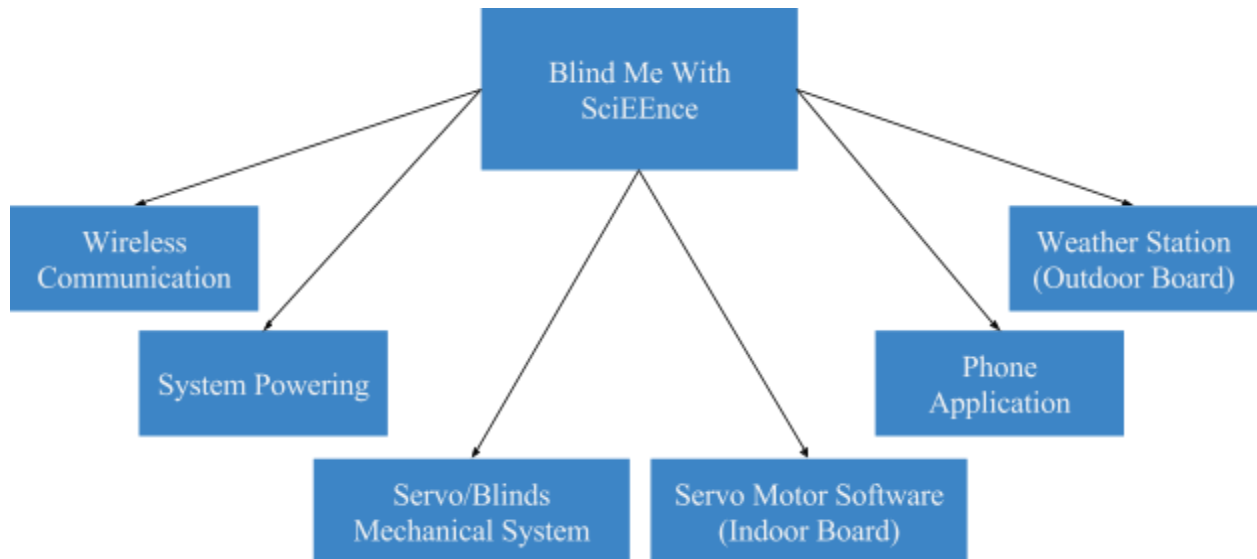 Blind Me With
SciEEnce
Wireless
Communication
System Powering
Servo/Blinds
Mechanical System
Servo Motor Software
(Indoor Board)
Phone
Application
Weather Station
(Outdoor Board)